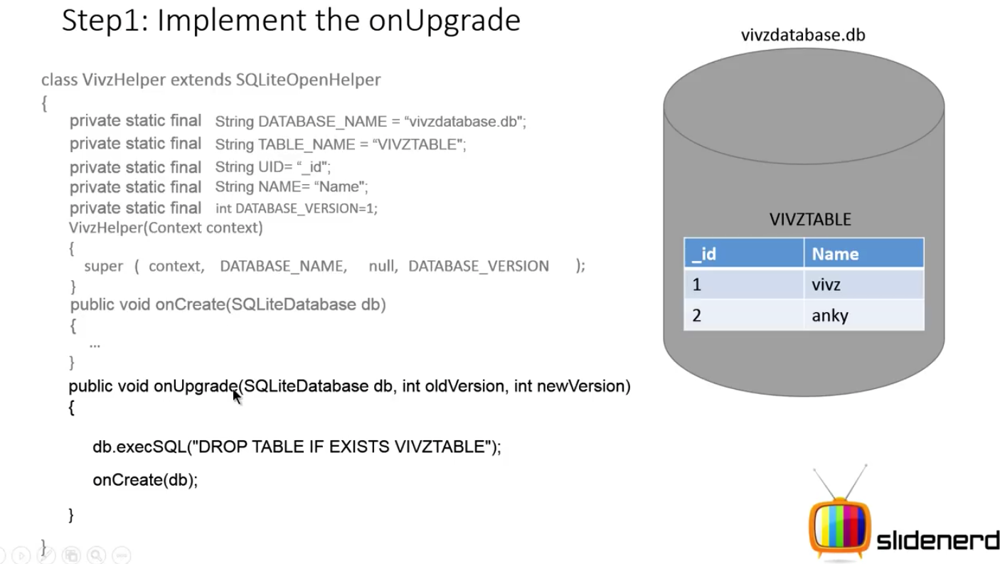 Step1: Implement the onUpgrade
class VivzHelper extends SQLiteOpenHelper
{
private static final String DATABASE_NAME = “vivzdatabase.db";
private static final String TABLE_NAME = “VIVZTABLE";
private static final String UID= “_id";
private static final String NAME= “Name";
private static final int DATABASE_VERSION=1;
VivzHelper(Context context)
{
super ( context, DATABASE_NAME, null, DATABASE_VERSION );
}
public void onCreate(SQLiteDatabase db)
{
…
}
public void onUpgrade(SQLiteDatabase db, int oldVersion, int newVersion)
{
db.execSQL("DROP TABLE IF EXISTS VIVZTABLE");
onCreate(db);
}
}
vivzdatabase.db
VIVZTABLE
_id Name
1 vivz
2 anky
slidenerd